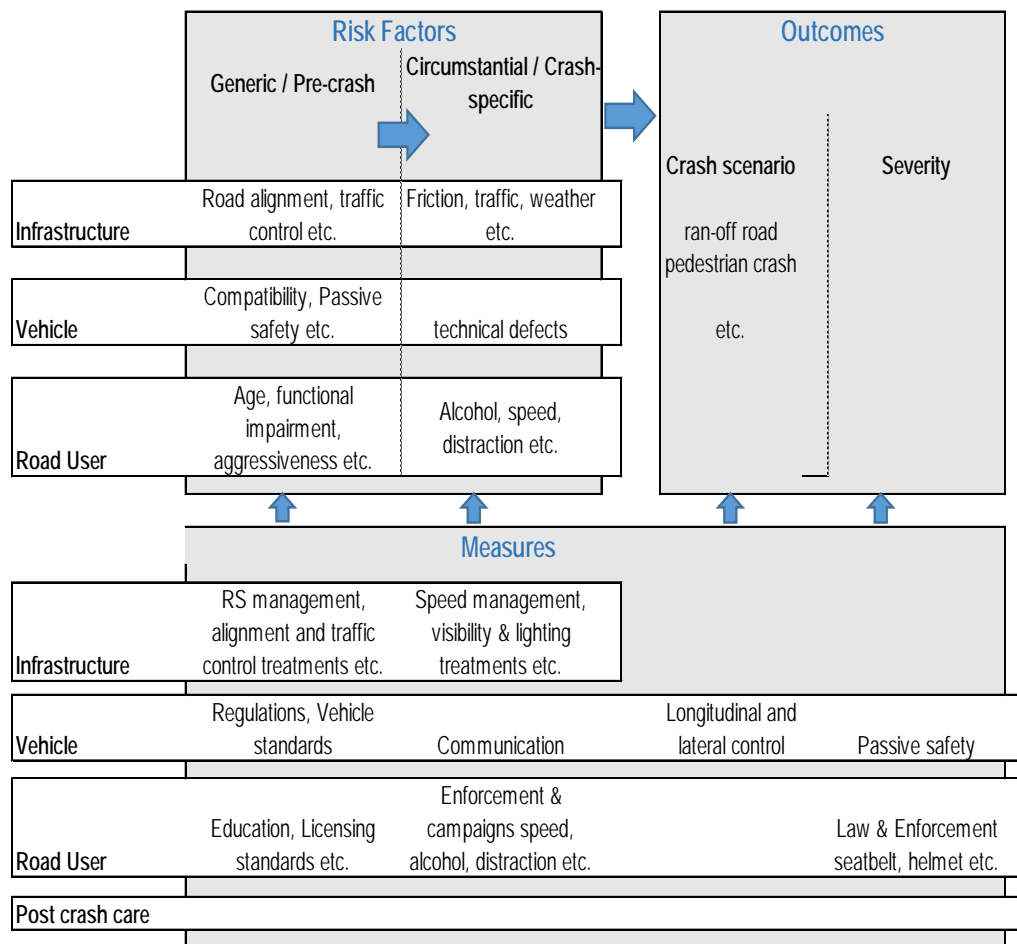 Risk Factors
Outcomes
Generic / Pre-crash
Circumstantial / Crash-
specific
Crash scenario
Severity
Infrastructure
Road alignment, traffic
control etc.
Friction, traffic, weather
etc.
ran-off road
pedestrian crash
Vehicle
Compatibility, Passive
safety etc.
technical defects
etc.
Road User
Age, functional
impairment,
aggressiveness etc.
Alcohol, speed,
distraction etc.
Measures
Infrastructure
RS management,
alignment and traffic
control treatments etc.
Speed management,
visibility & lighting
treatments etc.
Vehicle
Regulations, Vehicle
standards
Communication
Longitudinal and
lateral control
Passive safety
Road User
Education, Licensing
standards etc.
Enforcement &
campaigns speed,
alcohol, distraction etc.
Law & Enforcement
seatbelt, helmet etc.
Post crash care